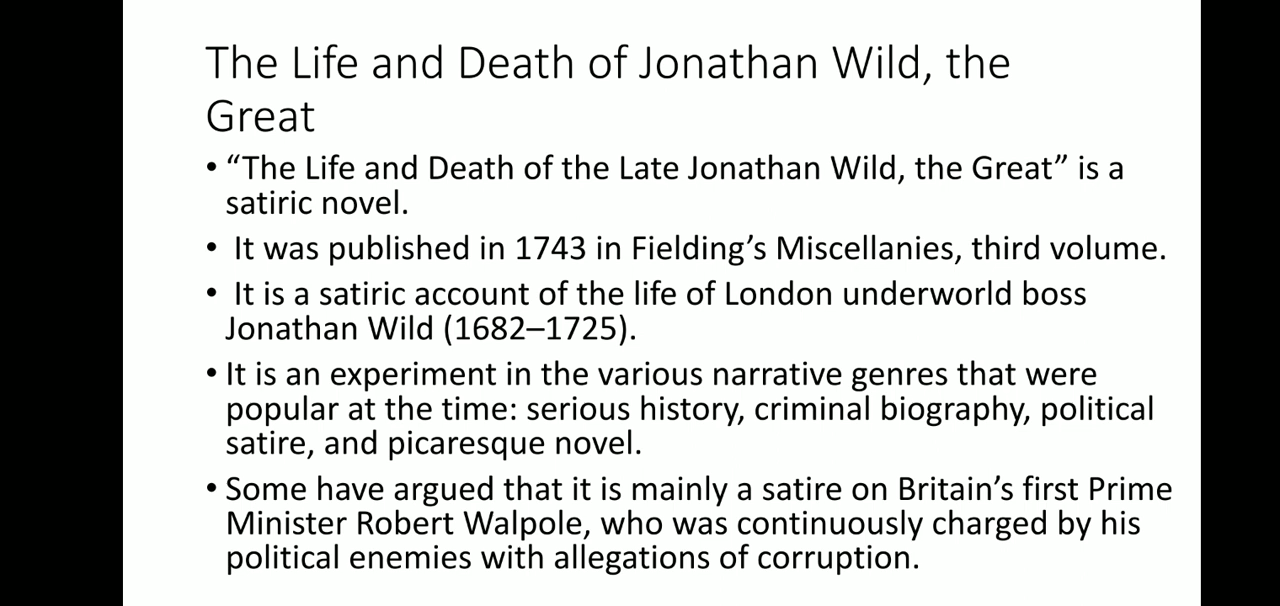 The Life and Death of Jonathan Wild, the
Great
• “The Life and Death of the Late Jonathan Wild, the Great” is a
satiric novel.
• It was published in 1743 in Fielding’s Miscellanies, third volume.
• It is a satiric account of the life of London underworld boss
Jonathan Wild (1682–1725).
• It is an experiment in the various narrative genres that were
popular at the time: serious history, criminal biography, political
satire, and picaresque novel.
• Some have argued that it is mainly a satire on Britain’s first Prime
Minister Robert Walpole, who was continuously charged by his
political enemies with allegations of corruption.